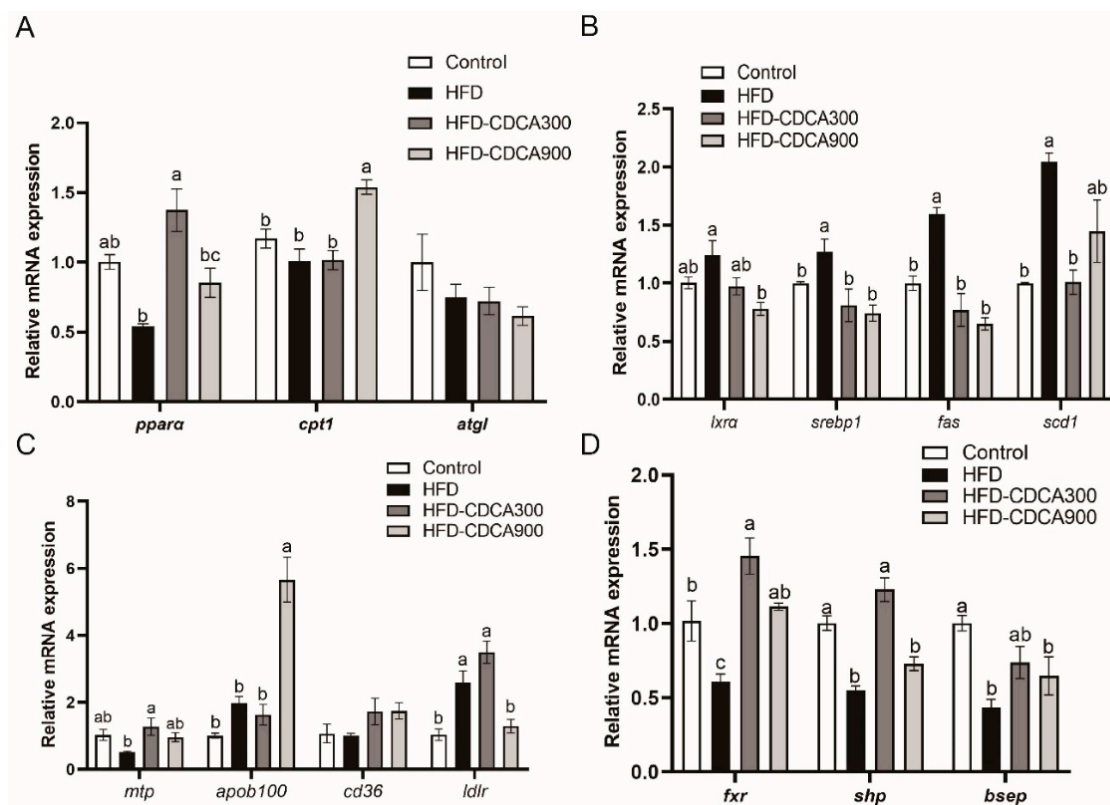 A
Control
HFD
HFD-CDCA300
HFD-CDCA900
Relative mRNA expression
2.0
1.5
1.0
0.5
0.0
ab
b
a
bc
b
b
b
a
pparα
cpt1
atgl
B
Control
HFD
HFD-CDCA300
HFD-CDCA900
Relative mRNA expression
2.5
2.0
1.5
1.0
0.5
0.0
ab
a
ab
b
b
a
b
b
b
a
b
b
b
a
b
ab
lxrα
srebp1
fas
scd1
C
Control
HFD
HFD-CDCA300
HFD-CDCA900
Relative mRNA expression
8
6
4
2
0
ab
b
a
ab
b
b
b
a
b
a
a
b
mtp
apob100
cd36
ldlr
D
Control
HFD
HFD-CDCA300
HFD-CDCA900
Relative mRNA expression
2.0
1.5
1.0
0.5
0.0
b
c
a
ab
a
b
a
b
a
b
ab
b
fxr
shp
bsep